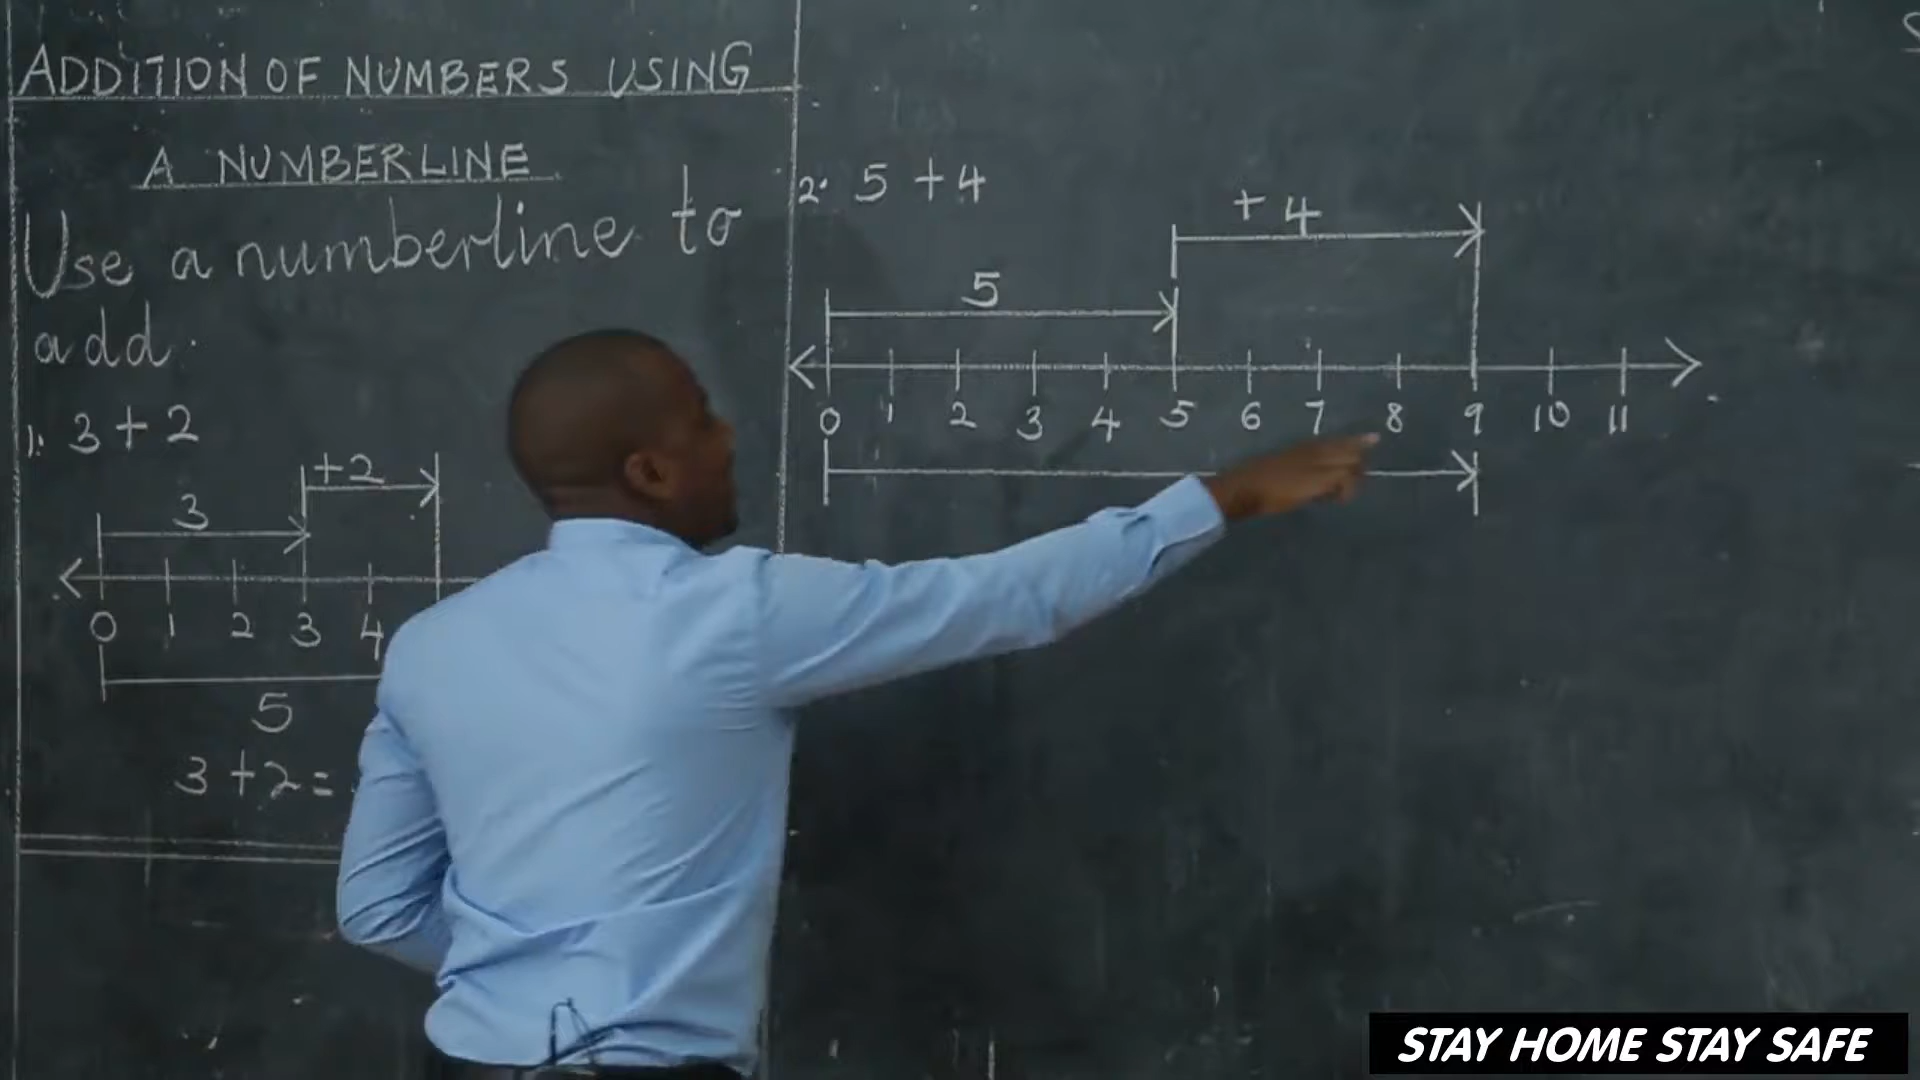 ADDITION OF NUMBERS USING
A NUMBERLINE
Use a numberline to
add.
1. 3+2
+2
3
0 1 2 3 4
5
3+2=
2. 5+4
+4
5
0 1 2 3 4 5 6 7 8 9 10 11
STAY HOME STAY SAFE